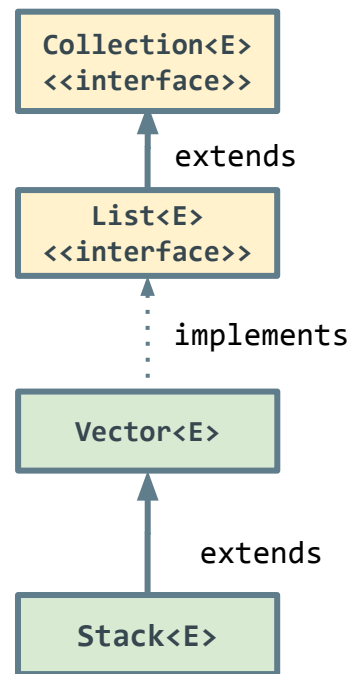 Collection<E>
<<interface>>
extends
List<E>
<<interface>>
implements
Vector<E>
extends
Stack<E>